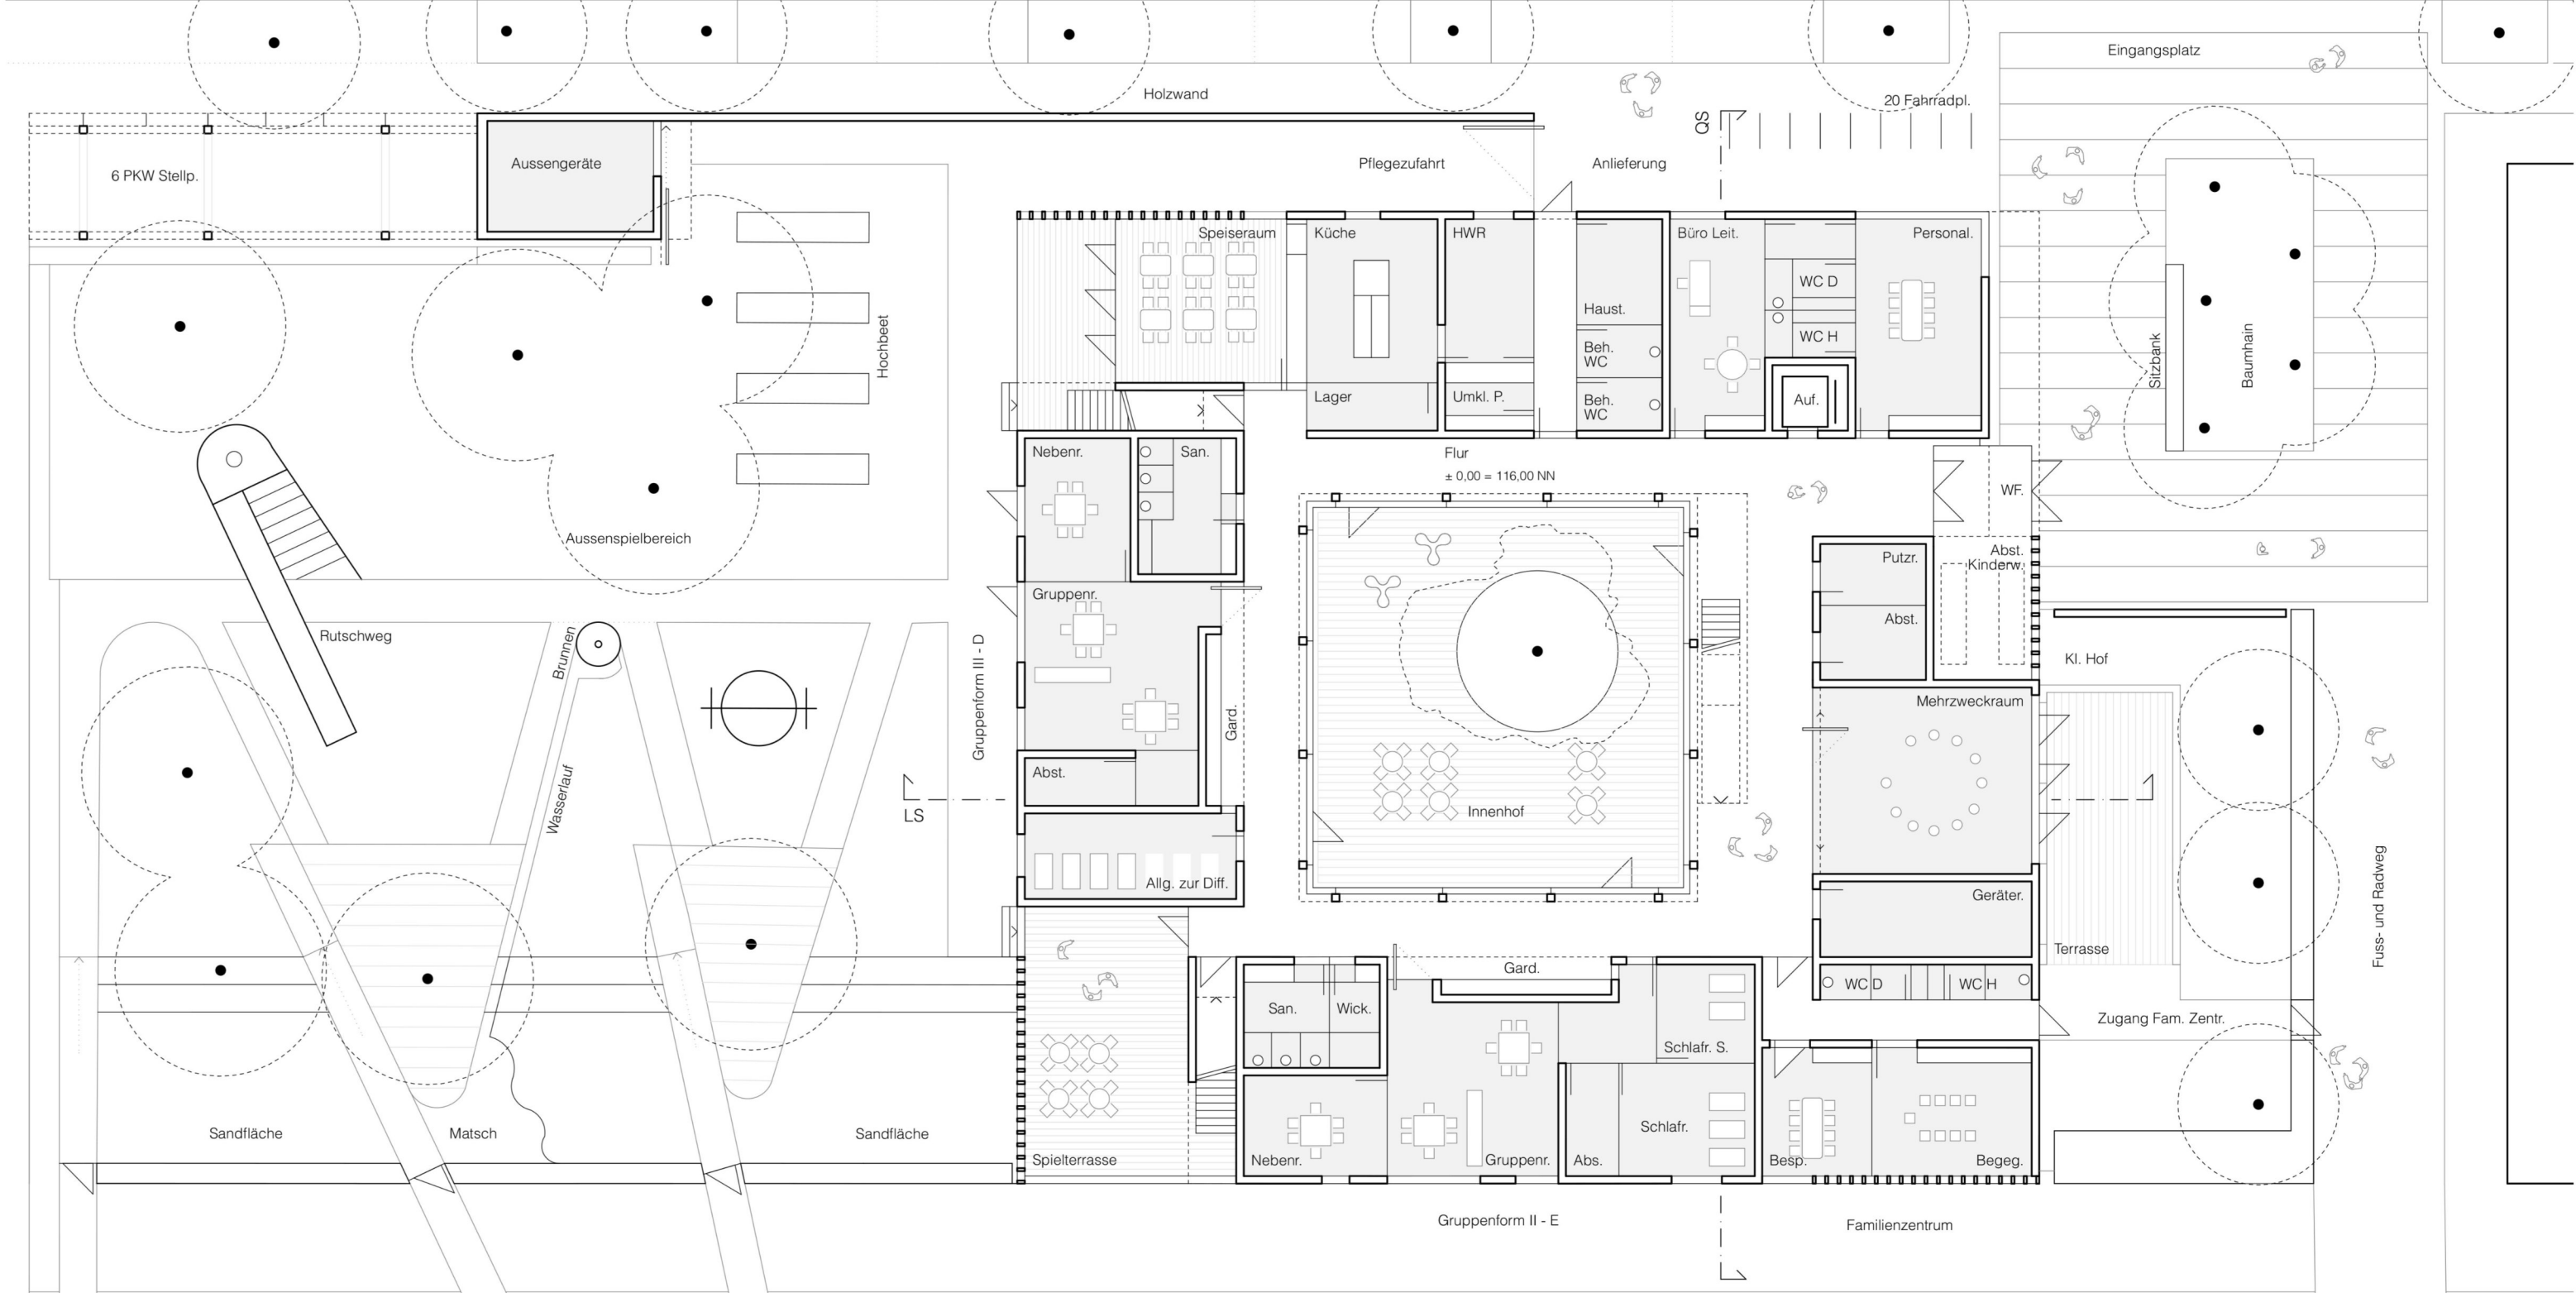 Eingangsplatz
Holzwand
20 Fahrradpl.
QS
6 PKW Stellp.
Aussengeräte
Pflegezufahrt
Anlieferung
Speiseraum
Küche
HWR
Büro Leit.
Personal.
WC D
Haust.
WC H
Beh.
WC
Hochbeet
Sitzbank
Baumhain
Lager
Umkl. P.
Beh.
WC
Auf.
Nebenr.
San.
Flur
± 0,00 = 116,00 NN
WF.
Aussenspielbereich
Putzr.
Abst.
Kinderw.
Gruppenr.
Abst.
Rutschweg
Brunnen
Gruppenform III - D
Kl. Hof
Mehrzweckraum
Gard.
Wasserlauf
Abst.
LS
Innenhof
Allg. zur Diff.
Geräter.
Fuss- und Radweg
Terrasse
Gard.
WC D
WC H
San.
Wick.
Zugang Fam. Zentr.
Schlafr. S.
Sandfläche
Matsch
Sandfläche
Schlafr.
Spielterrasse
Nebenr.
Gruppenr.
Abs.
Besp.
Begeg.
Gruppenform II - E
Familienzentrum